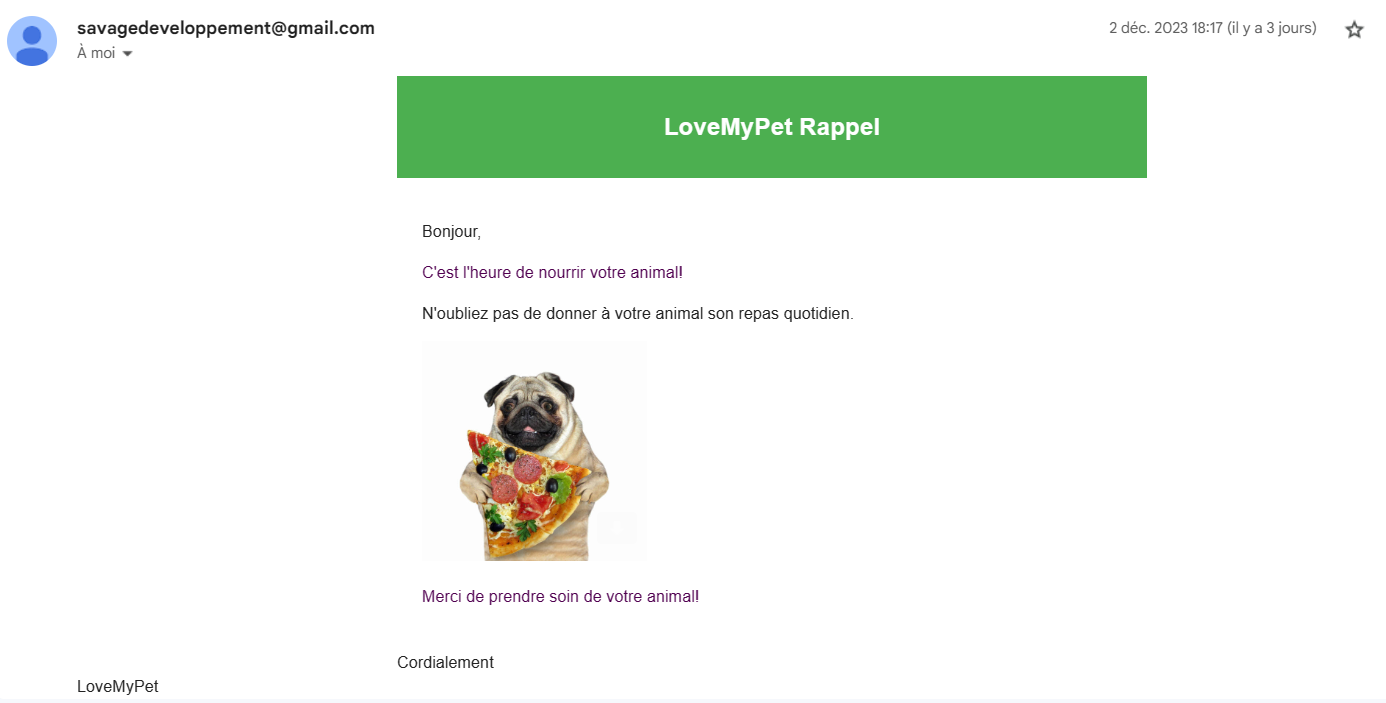 savagedeveloppement@gmail.com
2 déc. 2023 18:17 (il y a 3 jours)
À moi
LoveMyPet Rappel
Bonjour,
C'est l'heure de nourrir votre animal!
N'oubliez pas de donner à votre animal son repas quotidien.
Merci de prendre soin de votre animal!
Cordialement
LoveMyPet